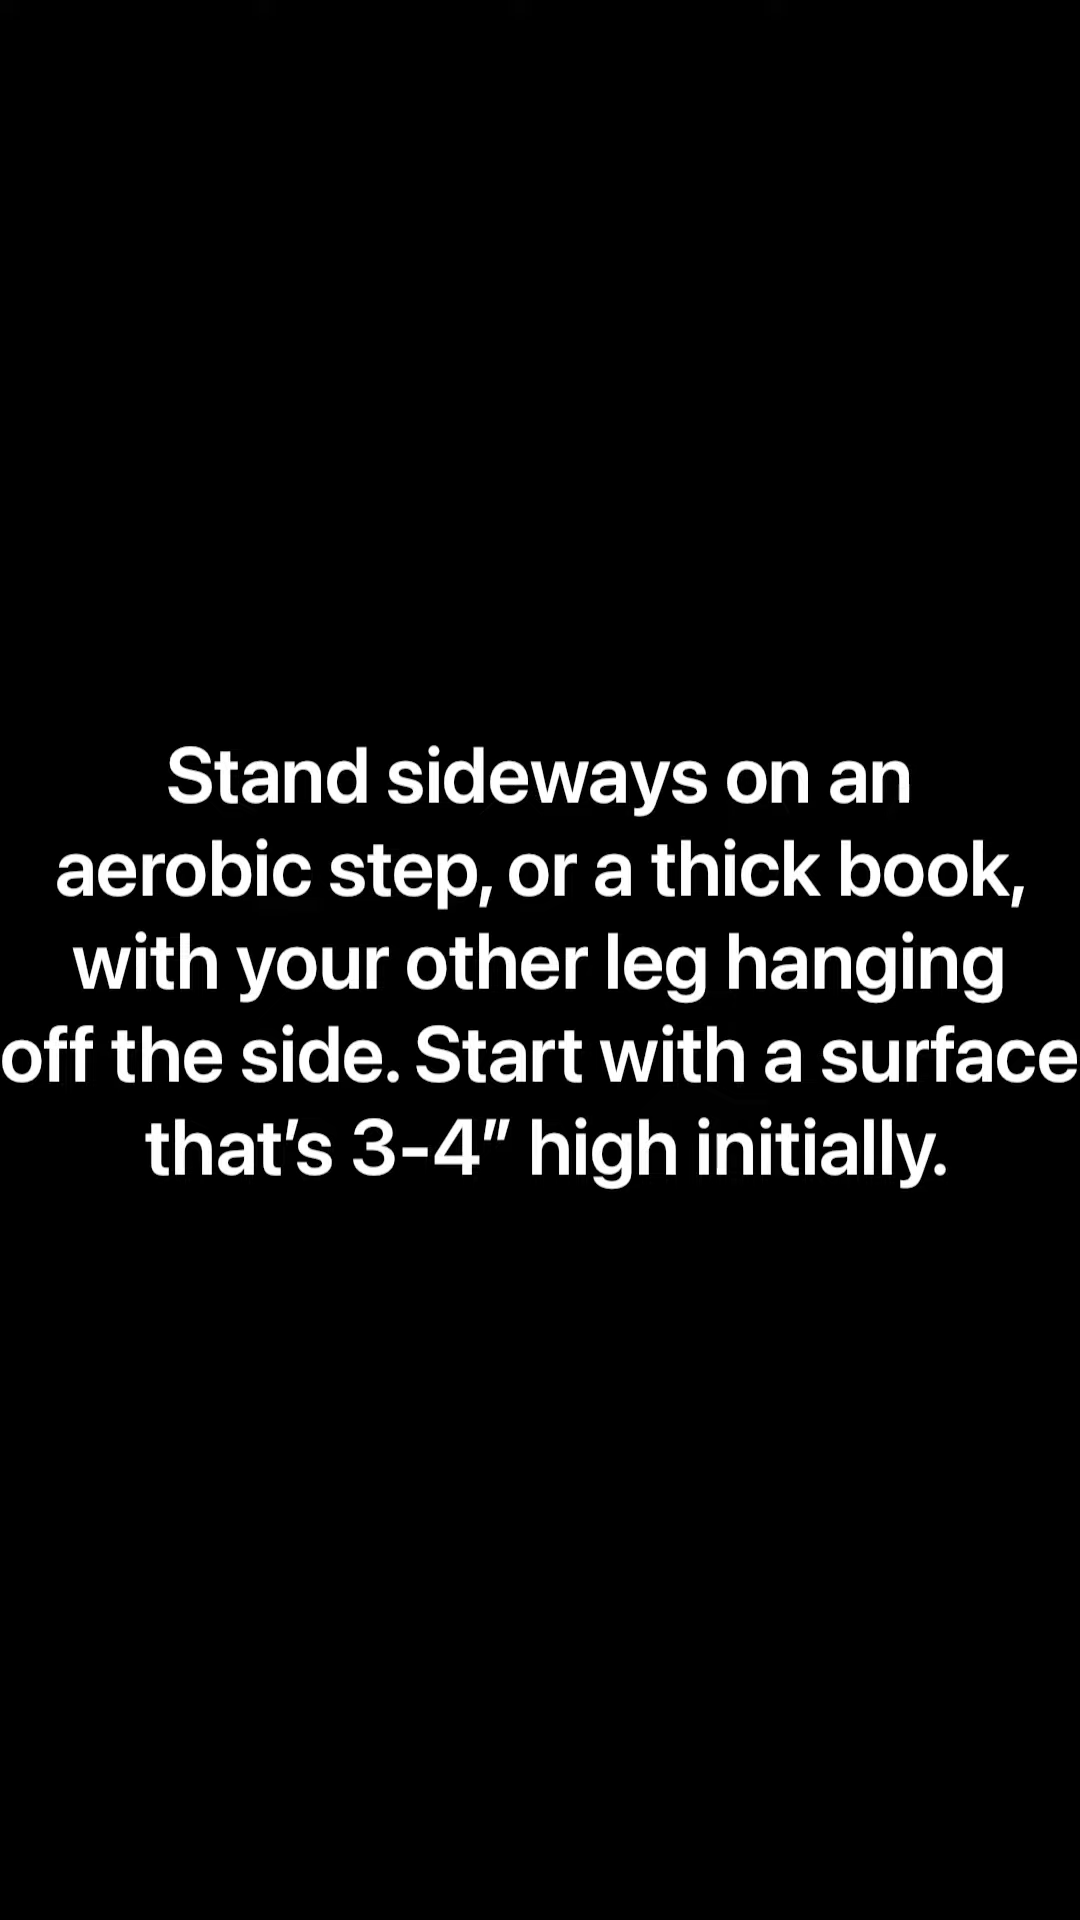 Stand sideways on an
aerobic step, or a thick book,
with your other leg hanging
off the side. Start with a surface
that’s 3-4” high initially.